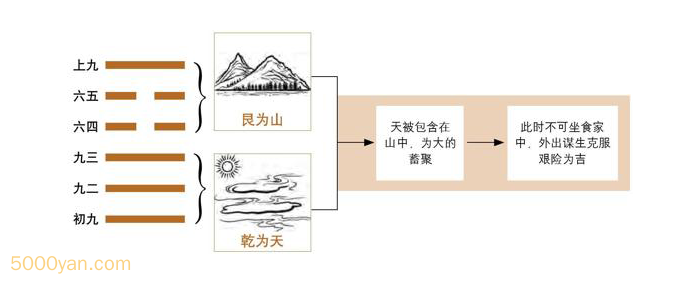 上九
六五
六四
九三
九二
初九
艮为山
乾为天
天被包含在
山中，为大的
蓄聚
此时不可坐食家
中，外出谋生克服
艰险为吉
5000yan.com